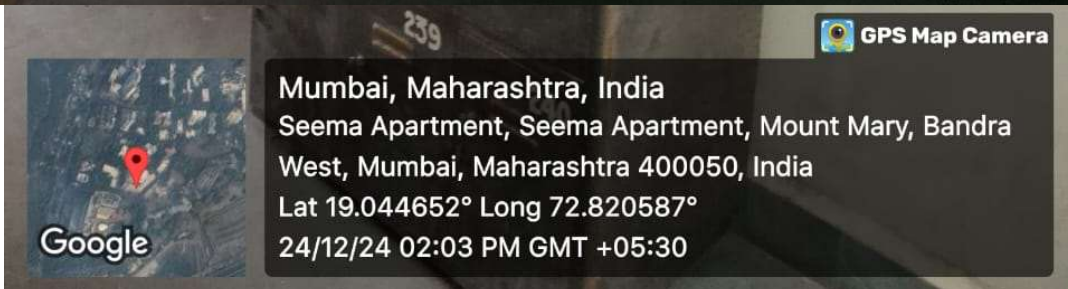 239
GPS Map Camera
Mumbai, Maharashtra, India
Seema Apartment, Seema Apartment, Mount Mary, Bandra
West, Mumbai, Maharashtra 400050, India
Lat 19.044652° Long 72.820587°
24/12/24 02:03 PM GMT +05:30
Google